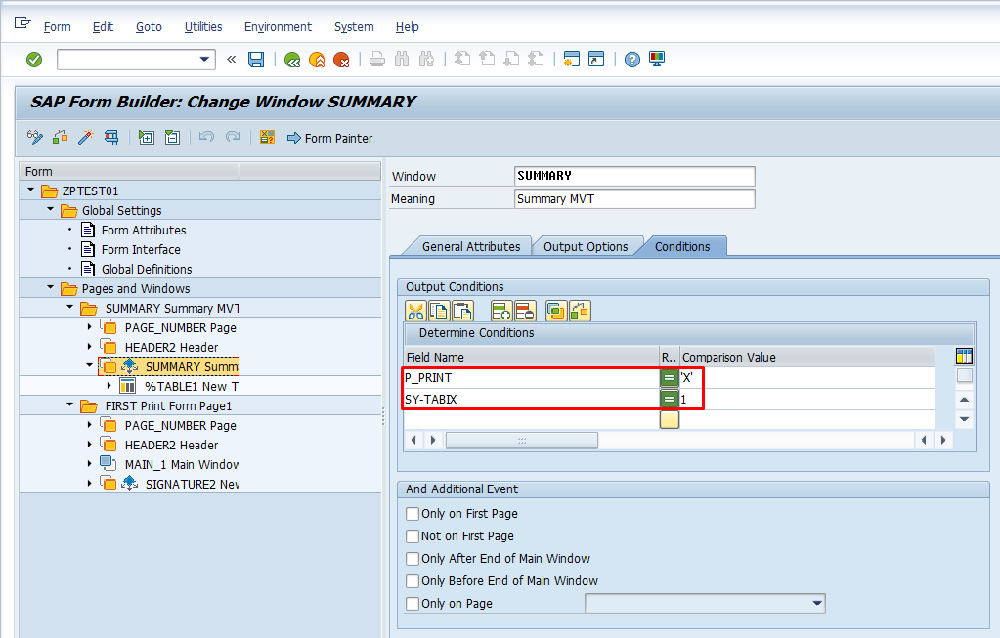 Form Edit Goto Utilities Environment System Help
SAP Form Builder: Change Window SUMMARY
Form Painter
Form
ZPTEST01
Global Settings
Form Attributes
Form Interface
Global Definitions
Pages and Windows
SUMMARY Summary MVT
PAGE_NUMBER Page
HEADER2 Header
SUMMARY Summ
%TABLE1 New T
FIRST Print Form Page1
PAGE_NUMBER Page
HEADER2 Header
MAIN_1 Main Window
SIGNATURE2 New
Window SUMMARY
Meaning Summary MVT
General Attributes Output Options Conditions
Output Conditions
Determine Conditions
Field Name R.. Comparison Value
P_PRINT = 'X'
SY-TABIX = 1
And Additional Event
Only on First Page
Not on First Page
Only After End of Main Window
Only Before End of Main Window
Only on Page